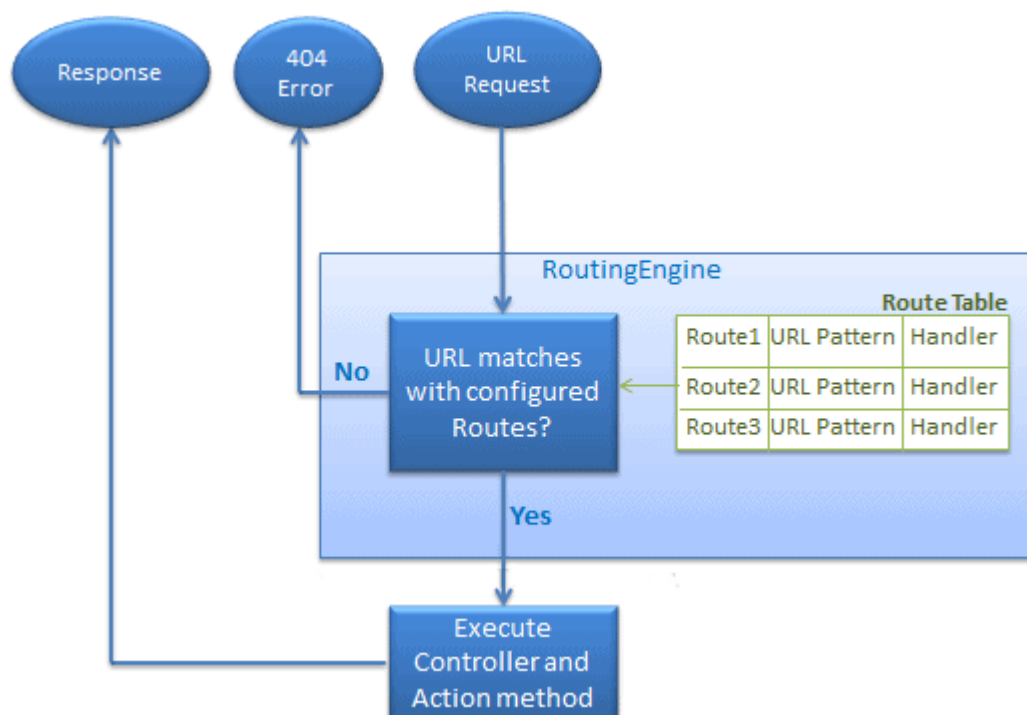 Response
404
Error
URL
Request
RoutingEngine
Route Table
Route1 URL Pattern Handler
Route2 URL Pattern Handler
Route3 URL Pattern Handler
URL matches
with configured
Routes?
No
Yes
Execute
Controller and
Action method